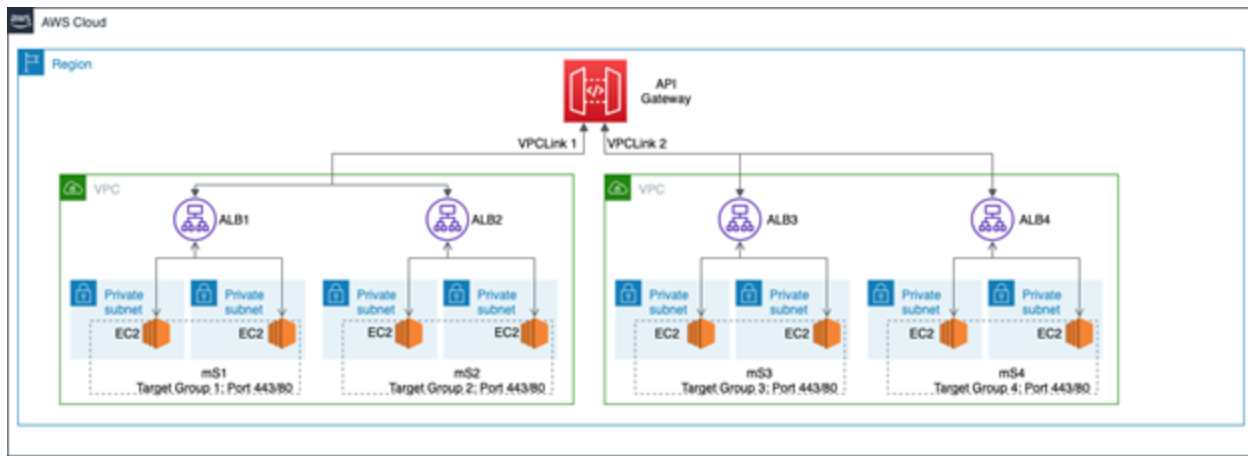 aws
AWS Cloud
Region
API
Gateway
VPCLink 1
VPCLink 2
VPC
VPC
ALB1
ALB2
ALB3
ALB4
Private
subnet
Private
subnet
Private
subnet
Private
subnet
Private
subnet
Private
subnet
Private
subnet
Private
subnet
EC2
EC2
EC2
EC2
EC2
EC2
EC2
EC2
mS1
Target Group 1: Port 443/80
mS2
Target Group 2: Port 443/80
mS3
Target Group 3: Port 443/80
mS4
Target Group 4: Port 443/80